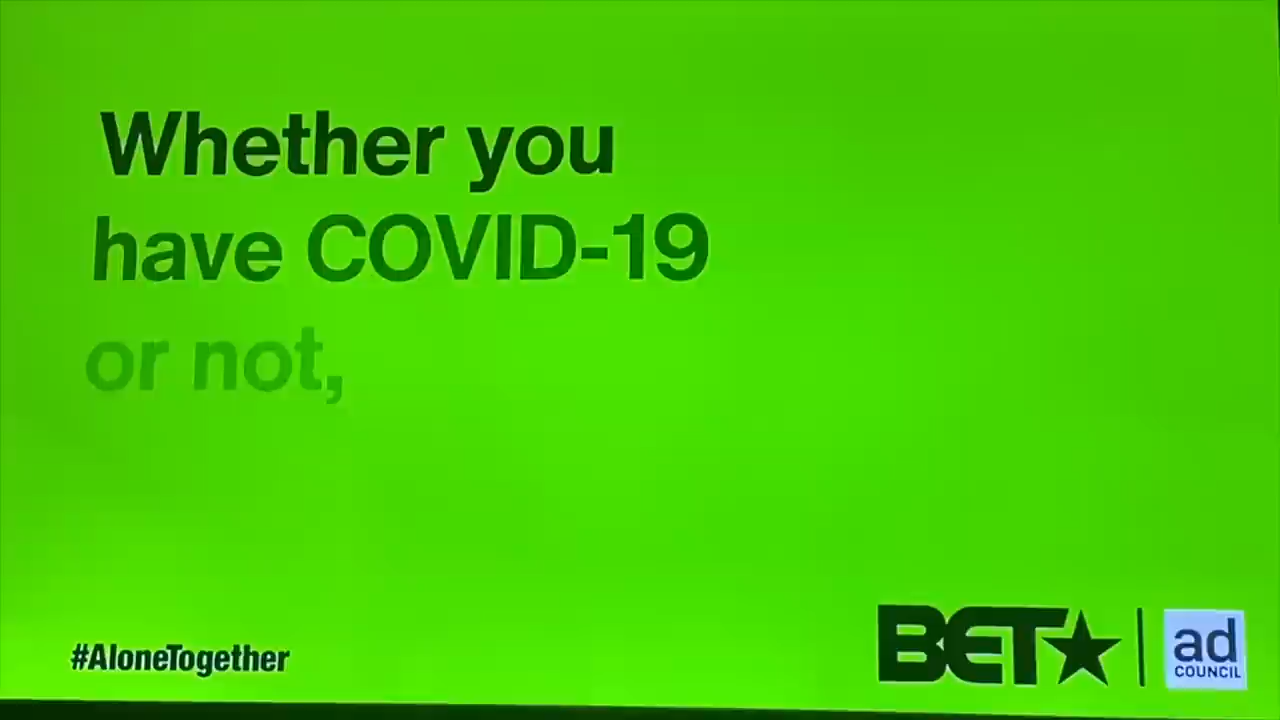 Whether you
have COVID-19
or not,
#AloneTogether
BET
ad
COUNCIL